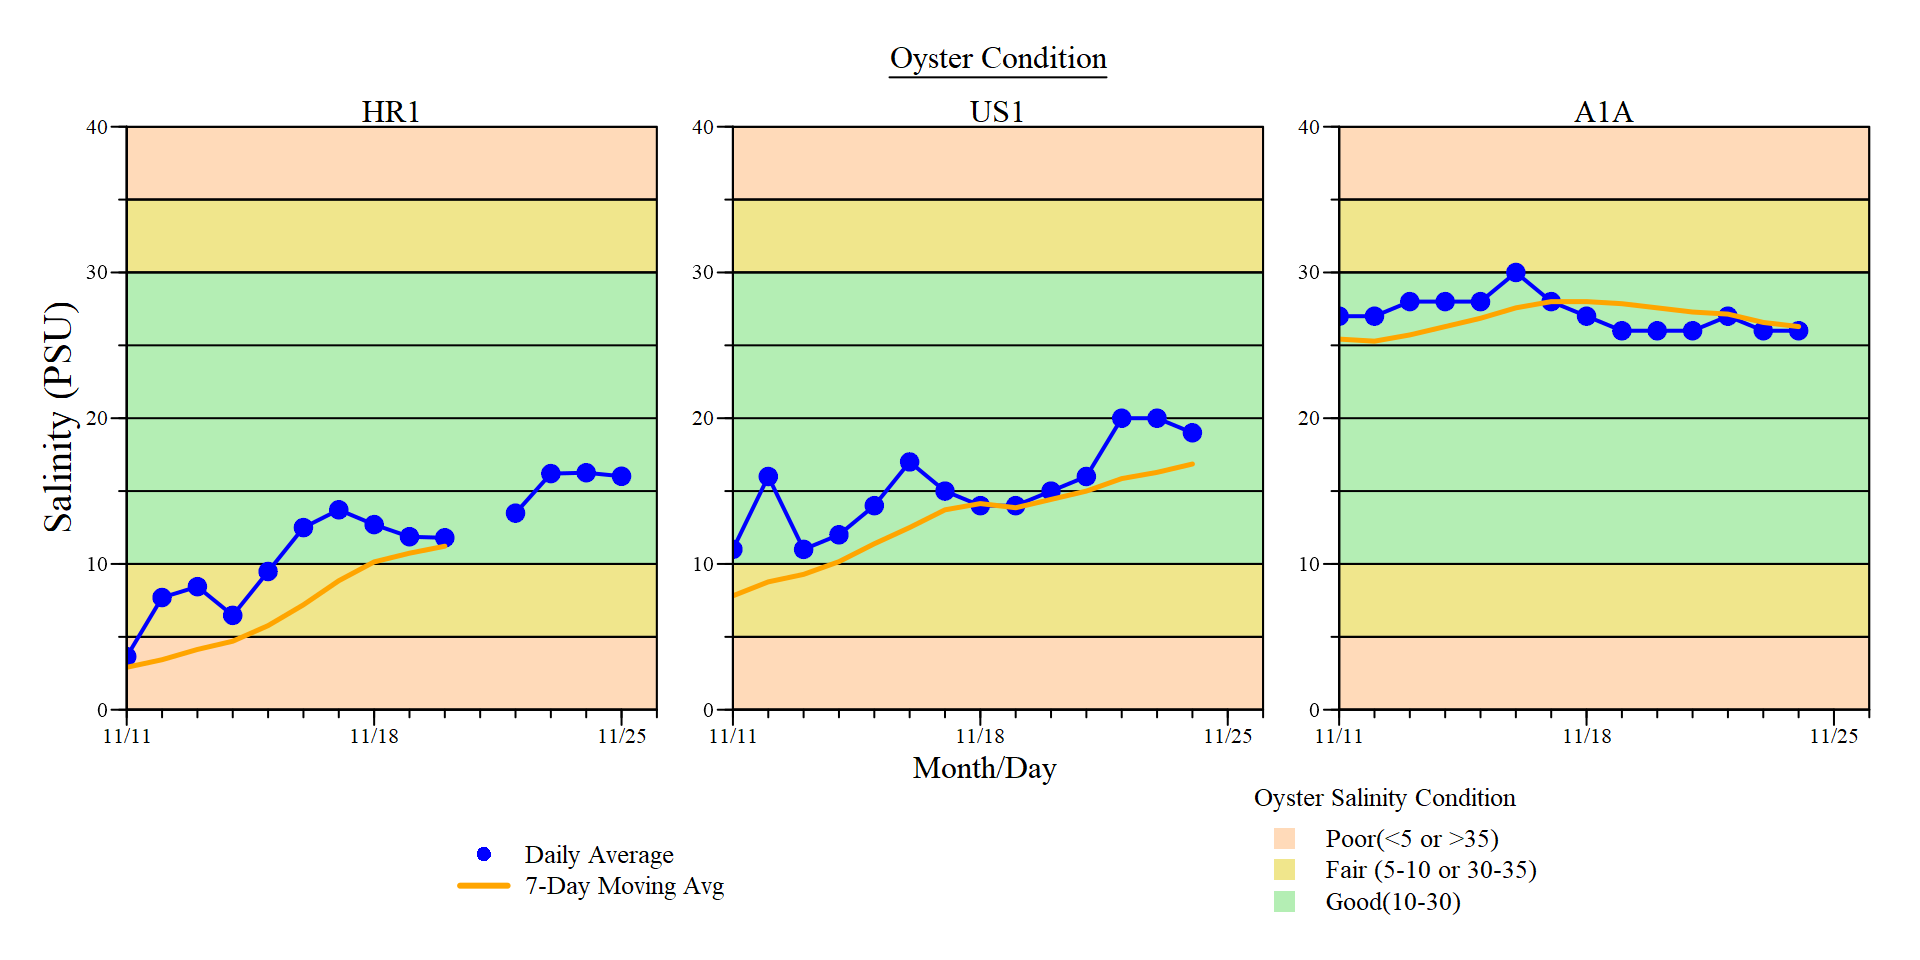 Oyster Condition
HR1
US1
A1A
Salinity (PSU)
40
30
20
10
0
11/11
11/18
11/25
40
30
20
10
0
11/11
11/18
11/25
40
30
20
10
0
11/11
11/18
11/25
Month/Day
Daily Average
7-Day Moving Avg
Oyster Salinity Condition
Poor(<5 or >35)
Fair (5-10 or 30-35)
Good(10-30)